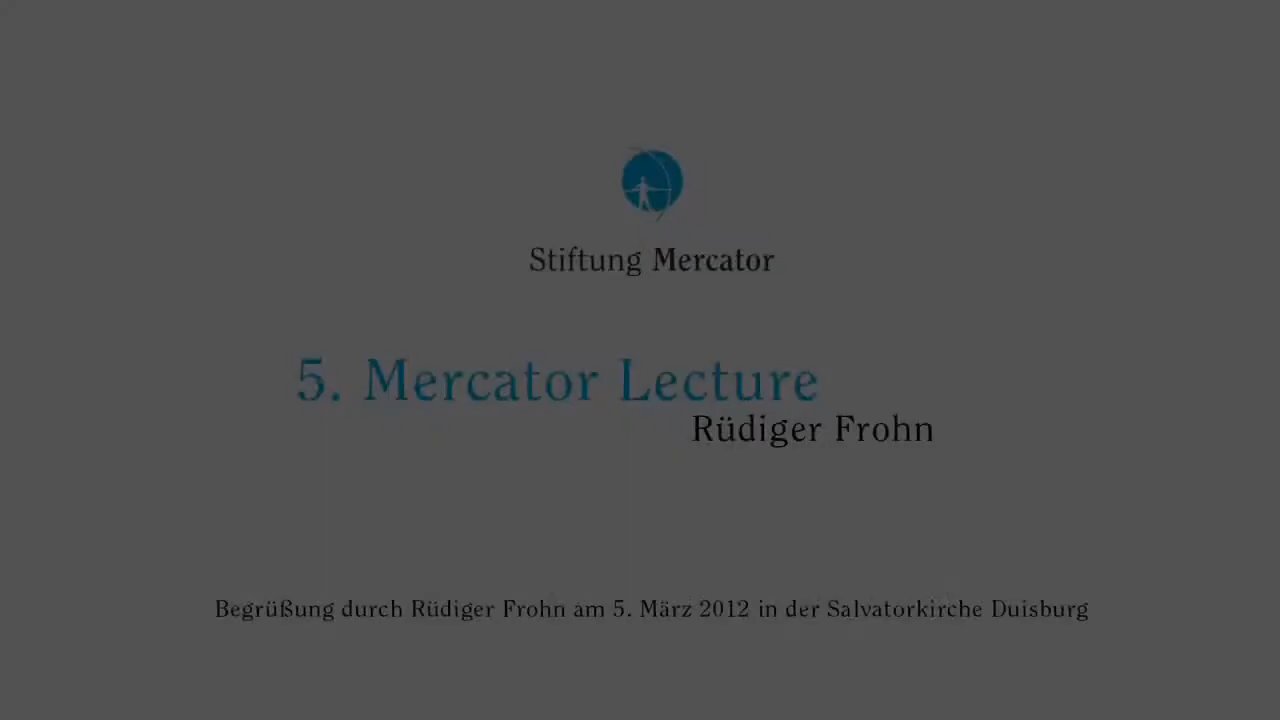 Stiftung Mercator
5. Mercator Lecture
Rüdiger Frohn
Begrüßung durch Rüdiger Frohn am 5. März 2012 in der Salvatorkirche Duisburg